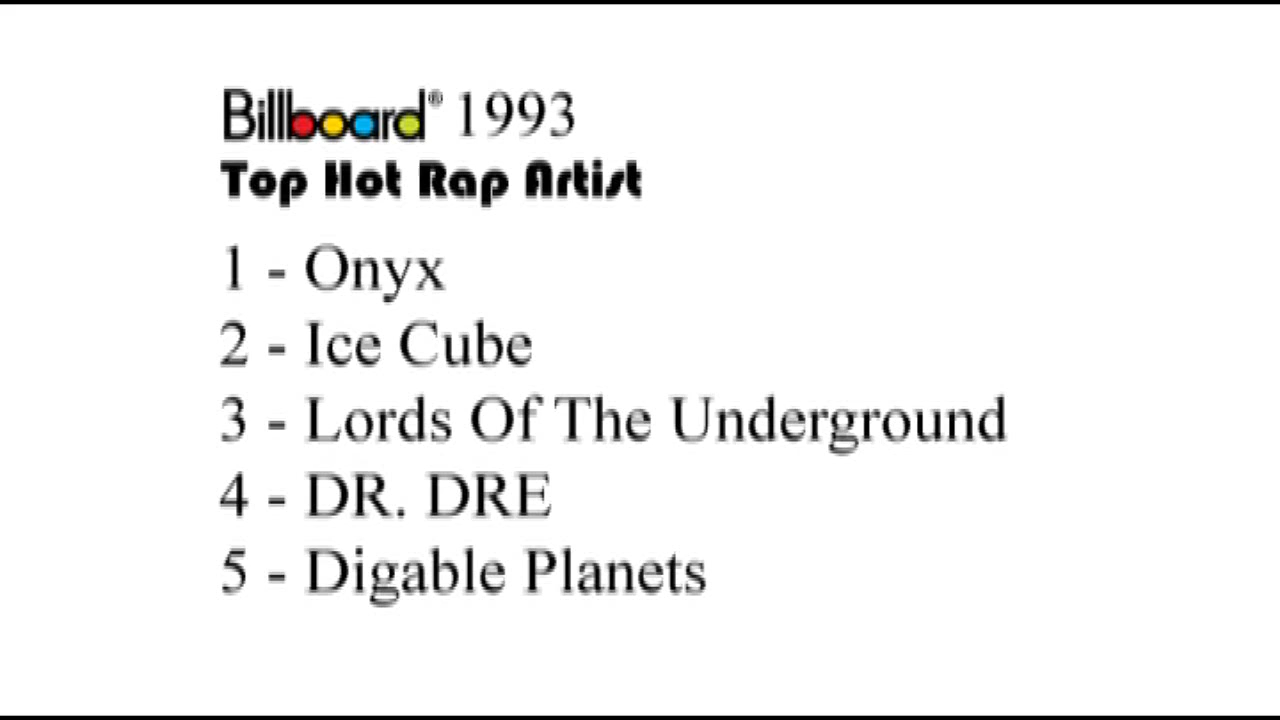 Billboard® 1993
Top Hot Rap Artist
1 - Onyx
2 - Ice Cube
3 - Lords Of The Underground
4 - DR. DRE
5 - Digable Planets